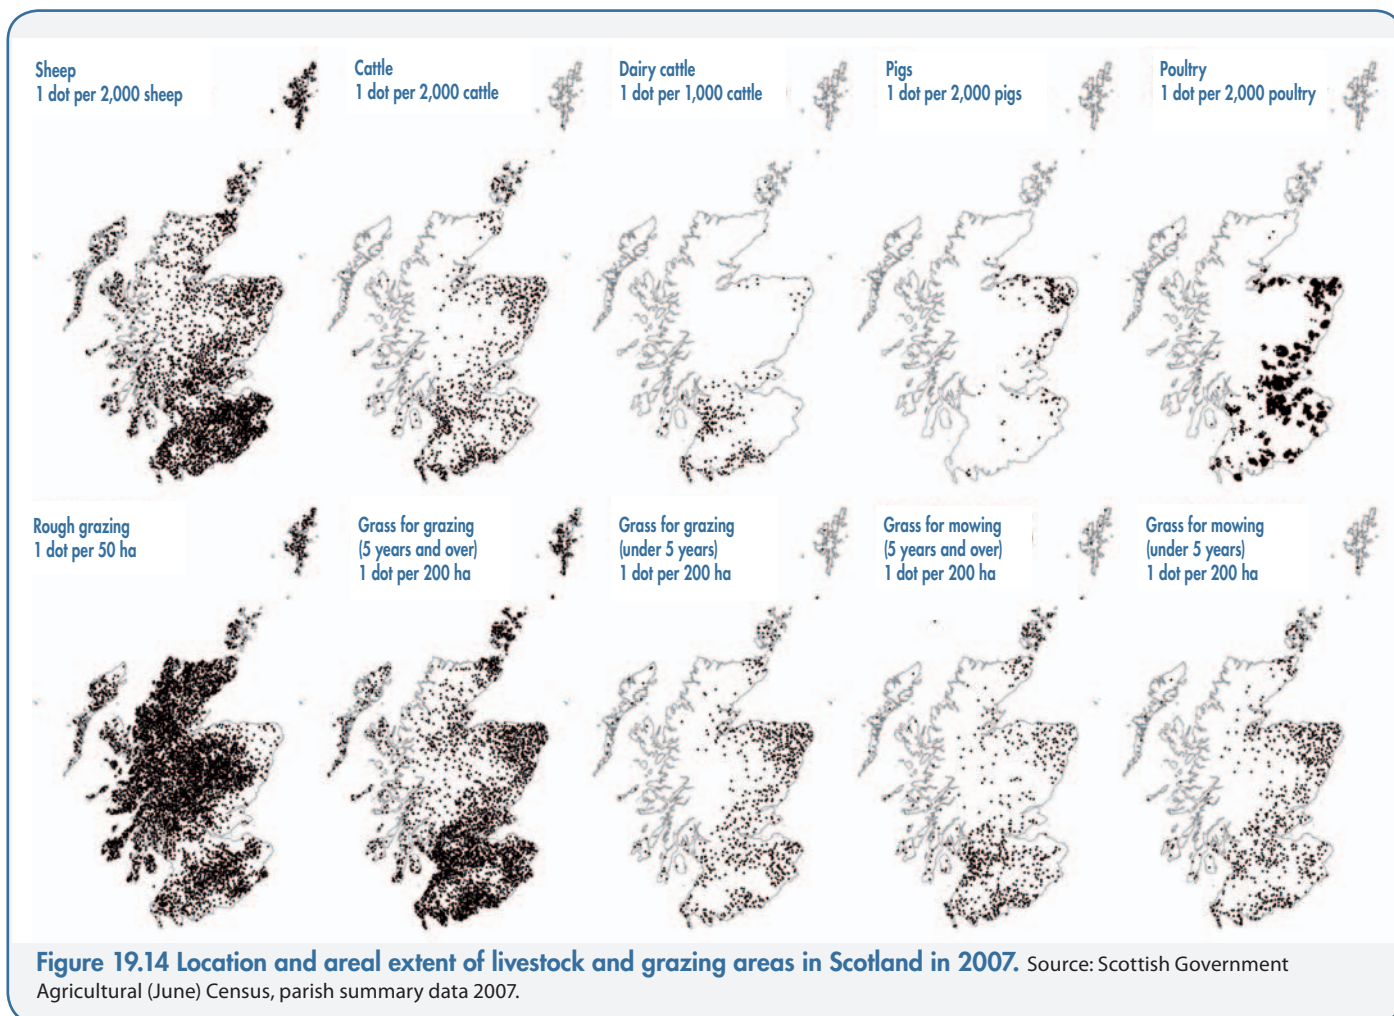 Sheep
1 dot per 2,000 sheep
Cattle
1 dot per 2,000 cattle
Dairy cattle
1 dot per 1,000 cattle
Pigs
1 dot per 2,000 pigs
Poultry
1 dot per 2,000 poultry
Rough grazing
1 dot per 50 ha
Grass for grazing
(5 years and over)
1 dot per 200 ha
Grass for grazing
(under 5 years)
1 dot per 200 ha
Grass for mowing
(5 years and over)
1 dot per 200 ha
Grass for mowing
(under 5 years)
1 dot per 200 ha
Figure 19.14 Location and areal extent of livestock and grazing areas in Scotland in 2007. Source: Scottish Government
Agricultural (June) Census, parish summary data 2007.